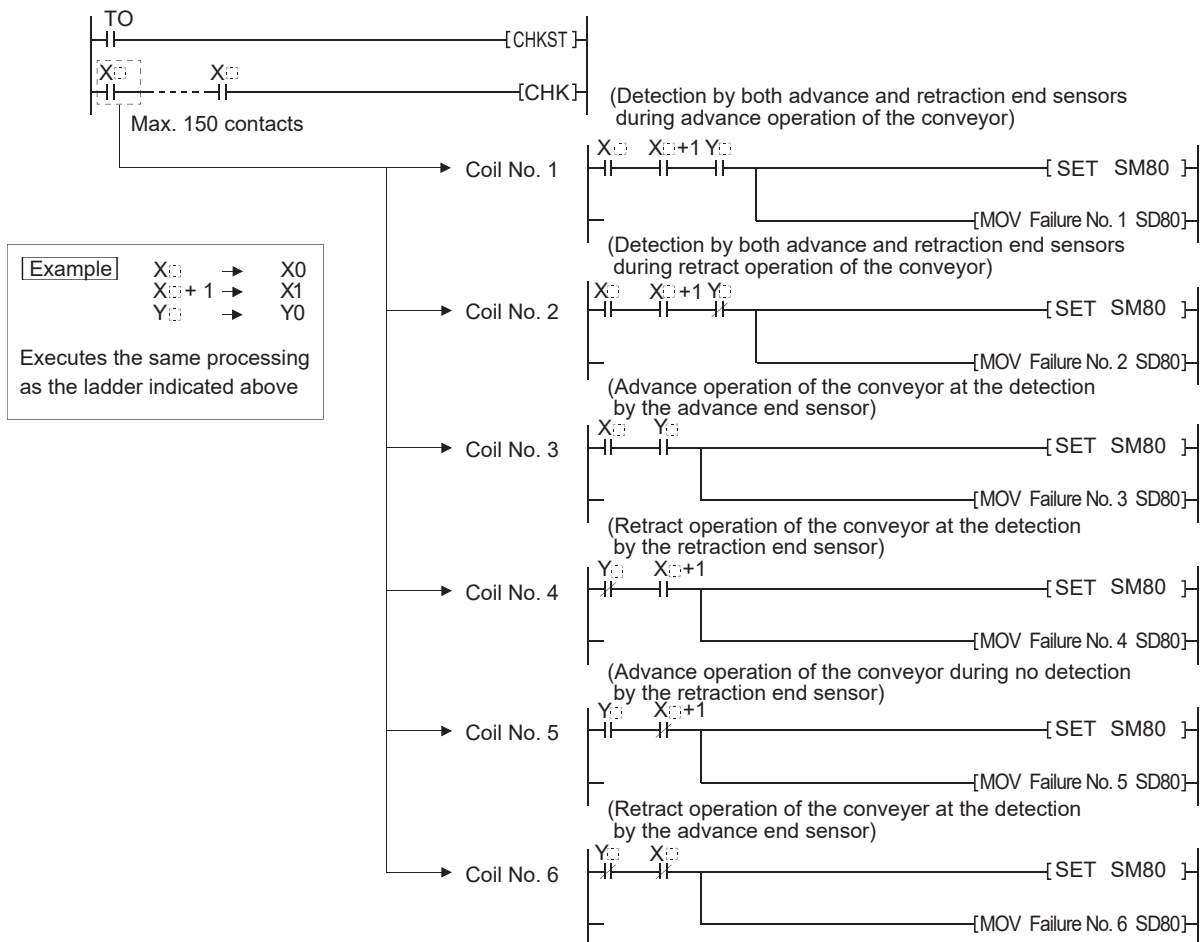 TO
[CHKST]
X⬚ X⬚
[CHK]
Max. 150 contacts
(Detection by both advance and retraction end sensors
during advance operation of the conveyor)
Coil No. 1
X⬚ X⬚+1 Y⬚
[SET SM80 ]
[MOV Failure No. 1 SD80]
(Detection by both advance and retraction end sensors
during retract operation of the conveyor)
Coil No. 2
X⬚ X⬚+1 Y⬚
[SET SM80 ]
[MOV Failure No. 2 SD80]
(Advance operation of the conveyor at the detection
by the advance end sensor)
Coil No. 3
X⬚ Y⬚
[SET SM80 ]
[MOV Failure No. 3 SD80]
(Retract operation of the conveyor at the detection
by the retraction end sensor)
Coil No. 4
Y⬚ X⬚+1
[SET SM80 ]
[MOV Failure No. 4 SD80]
(Advance operation of the conveyor during no detection
by the retraction end sensor)
Coil No. 5
Y⬚ X⬚+1
[SET SM80 ]
[MOV Failure No. 5 SD80]
(Retract operation of the conveyer at the detection
by the advance end sensor)
Coil No. 6
Y⬚ X⬚
[SET SM80 ]
[MOV Failure No. 6 SD80]
Example X⬚ → X0
X⬚+ 1 → X1
Y⬚ → Y0
Executes the same processing
as the ladder indicated above